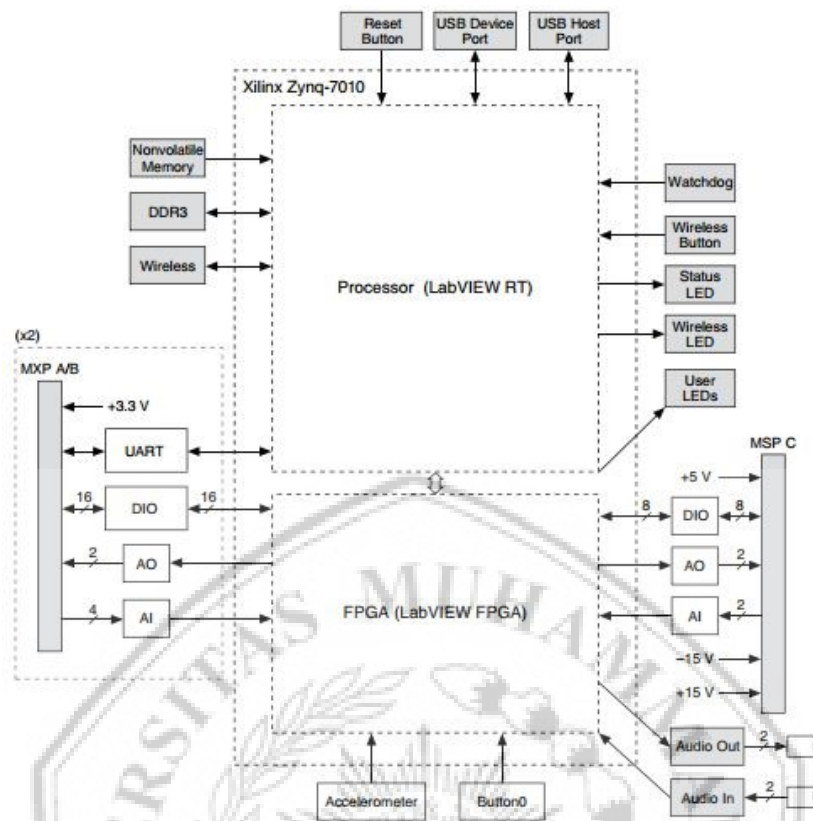 Reset
Button
USB Device
Port
USB Host
Port
Xilinx Zynq-7010
Nonvolatile
Memory
DDR3
Wireless
Processor (LabVIEW RT)
Watchdog
Wireless
Button
Status
LED
Wireless
LED
User
LEDs
(x2)
MXP A/B
+3.3 V
UART
16
DIO
16
2
AO
4
AI
FPGA (LabVIEW FPGA)
MSP C
+5 V
8
DIO
8
AO
2
AI
2
–15 V
+15 V
Audio Out
2
Audio In
2
Accelerometer
Button0
ERSITAS MUHAMA